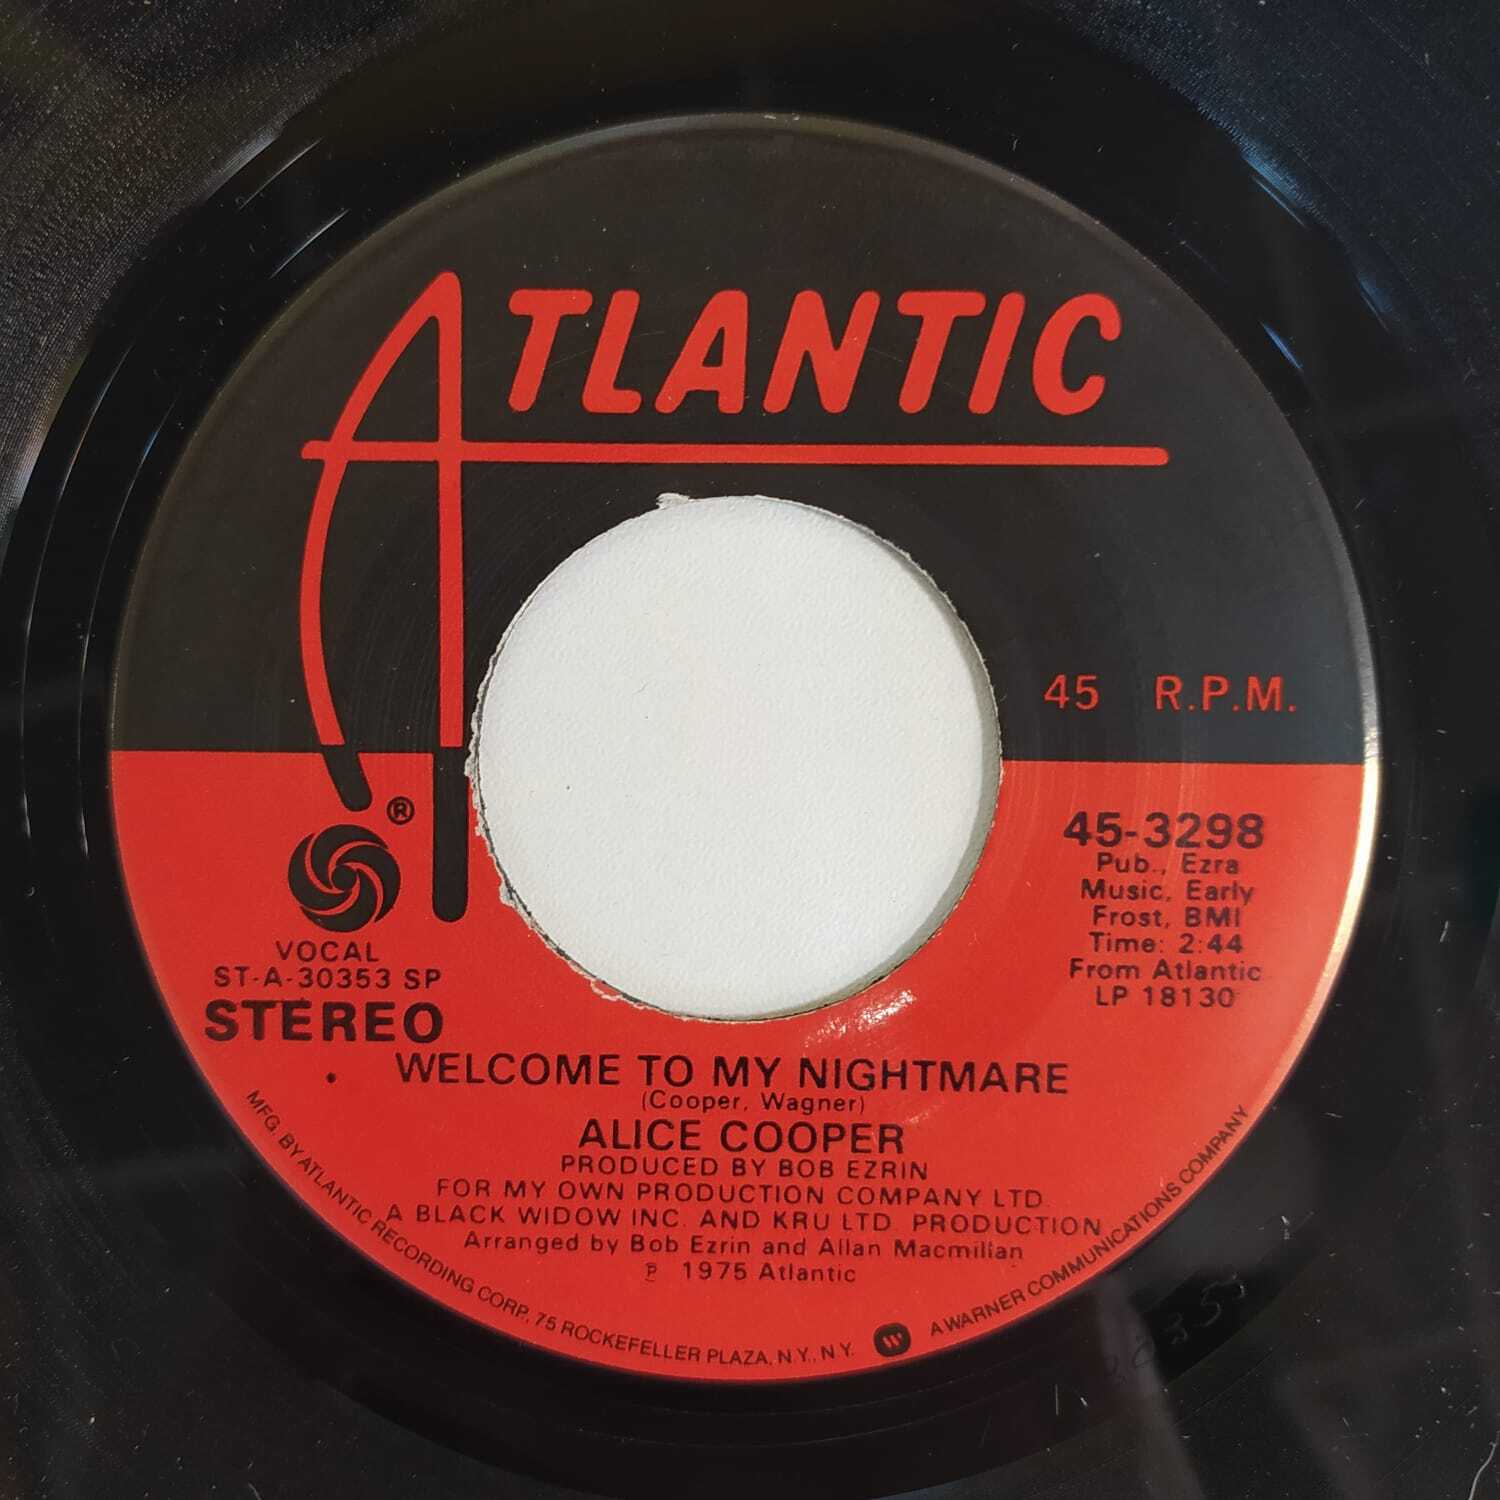 ATLANTIC
45 R.P.M.
®
45-3298
Pub., Ezra
Music, Early
Frost, BMI
Time: 2:44
From Atlantic
LP 18130
VOCAL
ST-A-30353 SP
STEREO
WELCOME TO MY NIGHTMARE
(Cooper, Wagner)
ALICE COOPER
PRODUCED BY BOB EZRIN
FOR MY OWN PRODUCTION COMPANY LTD.
A BLACK WIDOW INC. AND KRU LTD. PRODUCTION
Arranged by Bob Ezrin and Allan Macmillan
℗ 1975 Atlantic
MFG. BY ATLANTIC RECORDING CORP., 75 ROCKEFELLER PLAZA, N.Y., N.Y. A WARNER COMMUNICATIONS COMPANY